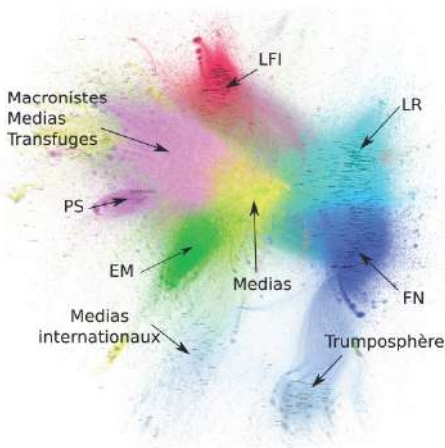 LFI
Macronistes
Medias
Transfuges
LR
PS
EM
Medias
FN
Medias
internationaux
Trumposphère